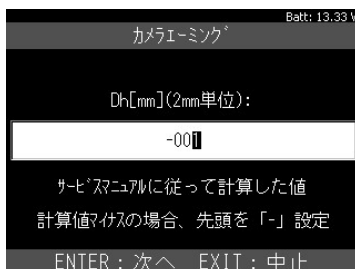 Batt: 13.33 V
ｶﾒﾗｴｰﾐﾝｸﾞ
Dh[mm](2mm単位):
-001
ｻｰﾋﾞｽﾏﾆｭｱﾙに従って計算した値
計算値ﾏｲﾅｽの場合、先頭を「-」設定
ENTER：次へ EXIT：中止